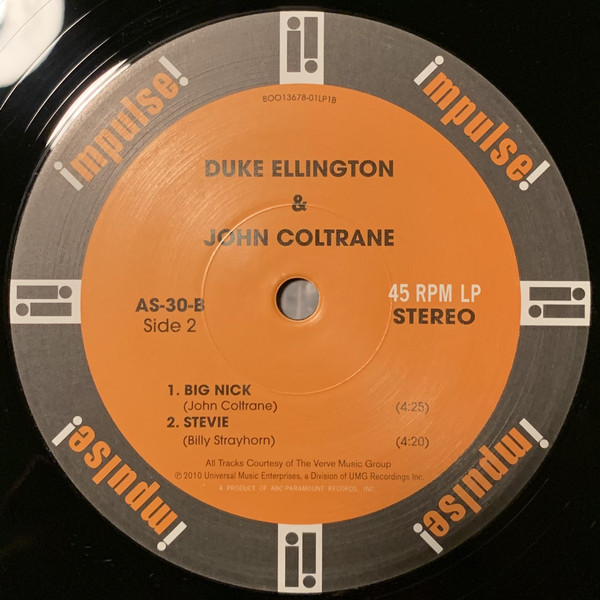 impulse!
impulse!
BOO13678-01LP1B
DUKE ELLINGTON
&
JOHN COLTRANE
AS-30-B
Side 2
45 RPM LP
STEREO
1. BIG NICK
(John Coltrane) (4:25)
2. STEVIE
(Billy Strayhorn) (4:20)
All Tracks Courtesy of The Verve Music Group
℗ 2010 Universal Music Enterprises, a Division of UMG Recordings Inc.
A PRODUCT OF ABC-PARAMOUNT RECORDS, INC.
impulse!
impulse!